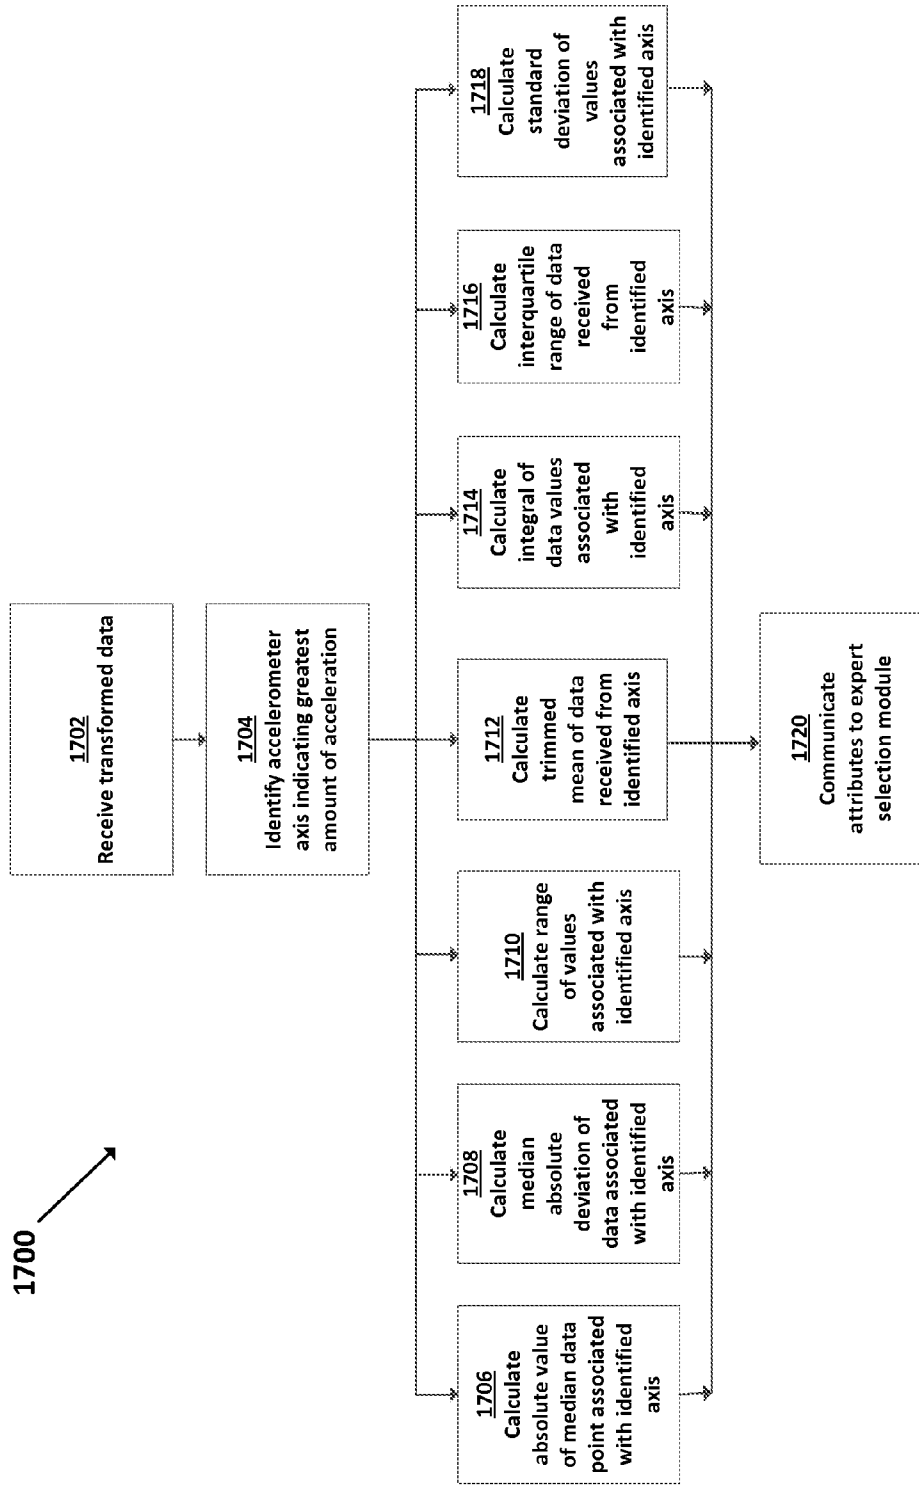 1700
1702
Receive transformed data
1704
Identify accelerometer
axis indicating greatest
amount of acceleration
1706
Calculate
absolute value
of median data
point associated
with identified
axis
1708
Calculate
median
absolute
deviation of
data associated
with identified
axis
1710
Calculate range
of values
associated with
identified axis
1712
Calculate
trimmed
mean of data
received from
identified axis
1714
Calculate
integral of
data values
associated
with
identified
axis
1716
Calculate
interquartile
range of data
received
from
identified
axis
1718
Calculate
standard
deviation of
values
associated with
identified axis
1720
Communicate
attributes to expert
selection module